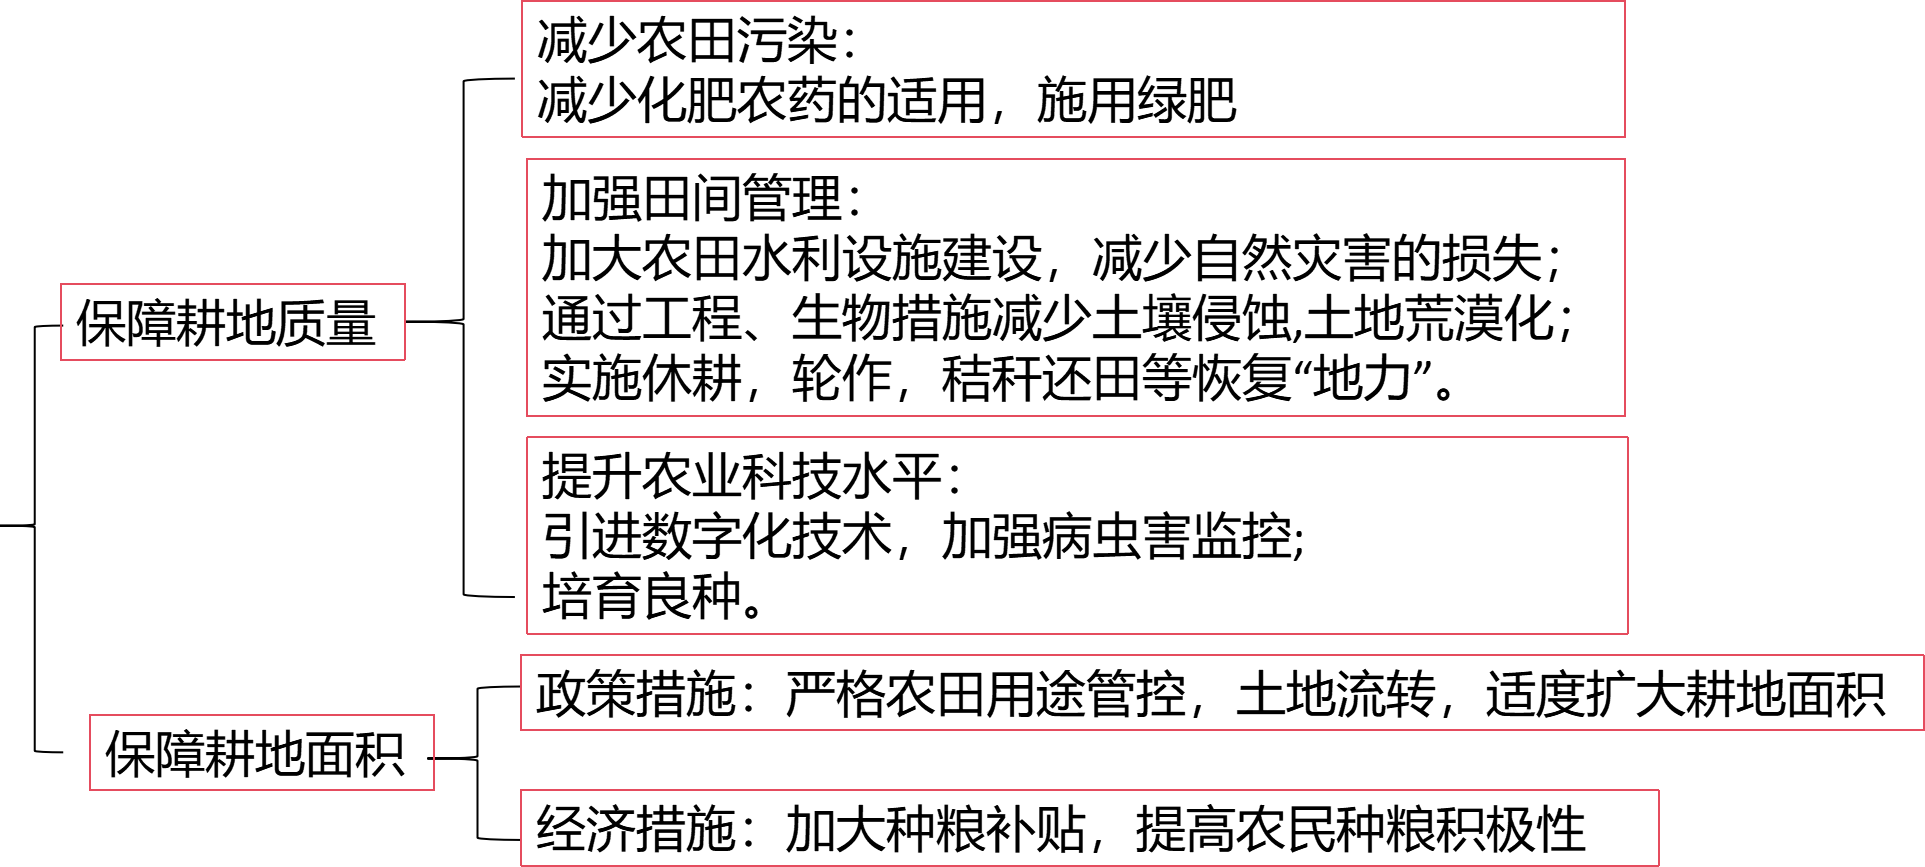 减少农田污染：
减少化肥农药的适用，施用绿肥
加强田间管理：
加大农田水利设施建设，减少自然灾害的损失；
通过工程、生物措施减少土壤侵蚀,土地荒漠化；
实施休耕，轮作，秸秆还田等恢复“地力”。
保障耕地质量
提升农业科技水平：
引进数字化技术，加强病虫害监控;
培育良种。
保障耕地面积
政策措施：严格农田用途管控，土地流转，适度扩大耕地面积
经济措施：加大种粮补贴，提高农民种粮积极性